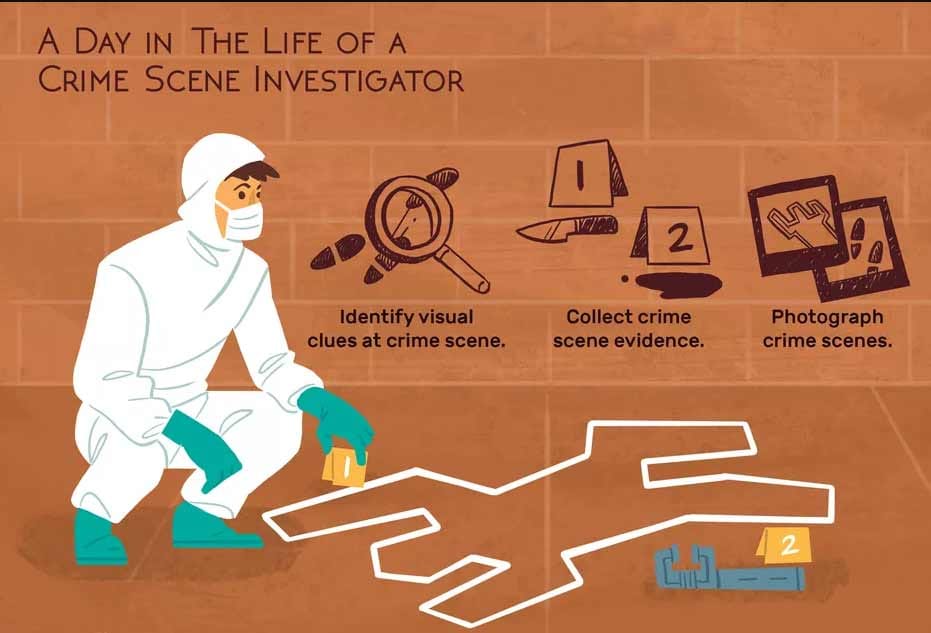 A Day in The Life of a
Crime Scene Investigator
1
2
Identify visual
clues at crime scene.
Collect crime
scene evidence.
Photograph
crime scenes.
1
2